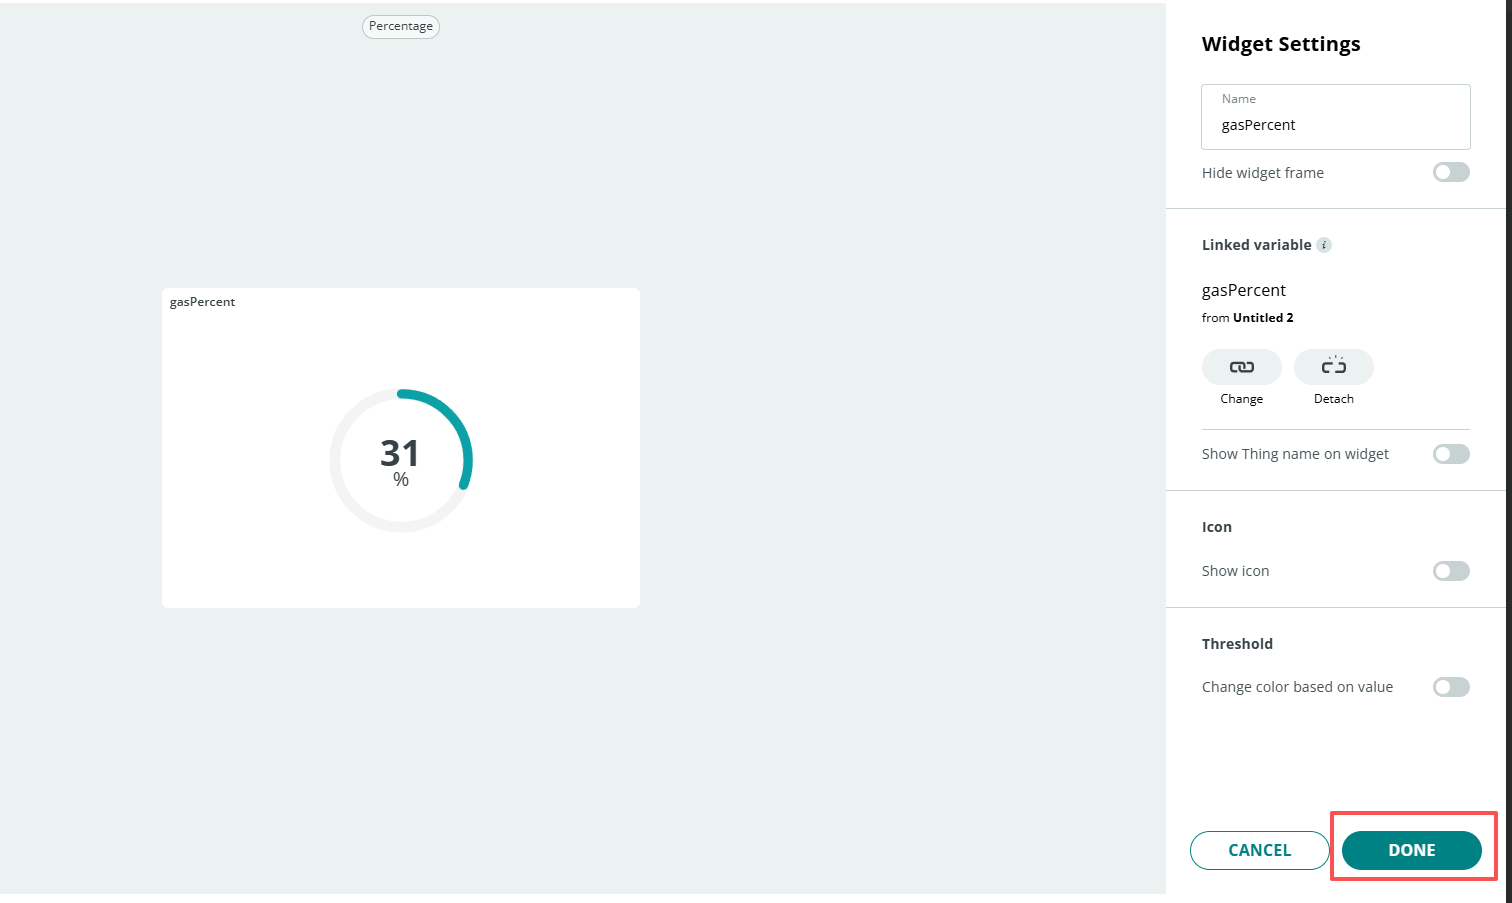 Percentage
gasPercent
31
%
Widget Settings
Name
gasPercent
Hide widget frame
Linked variable i
gasPercent
from Untitled 2
Change Detach
Show Thing name on widget
Icon
Show icon
Threshold
Change color based on value
CANCEL DONE